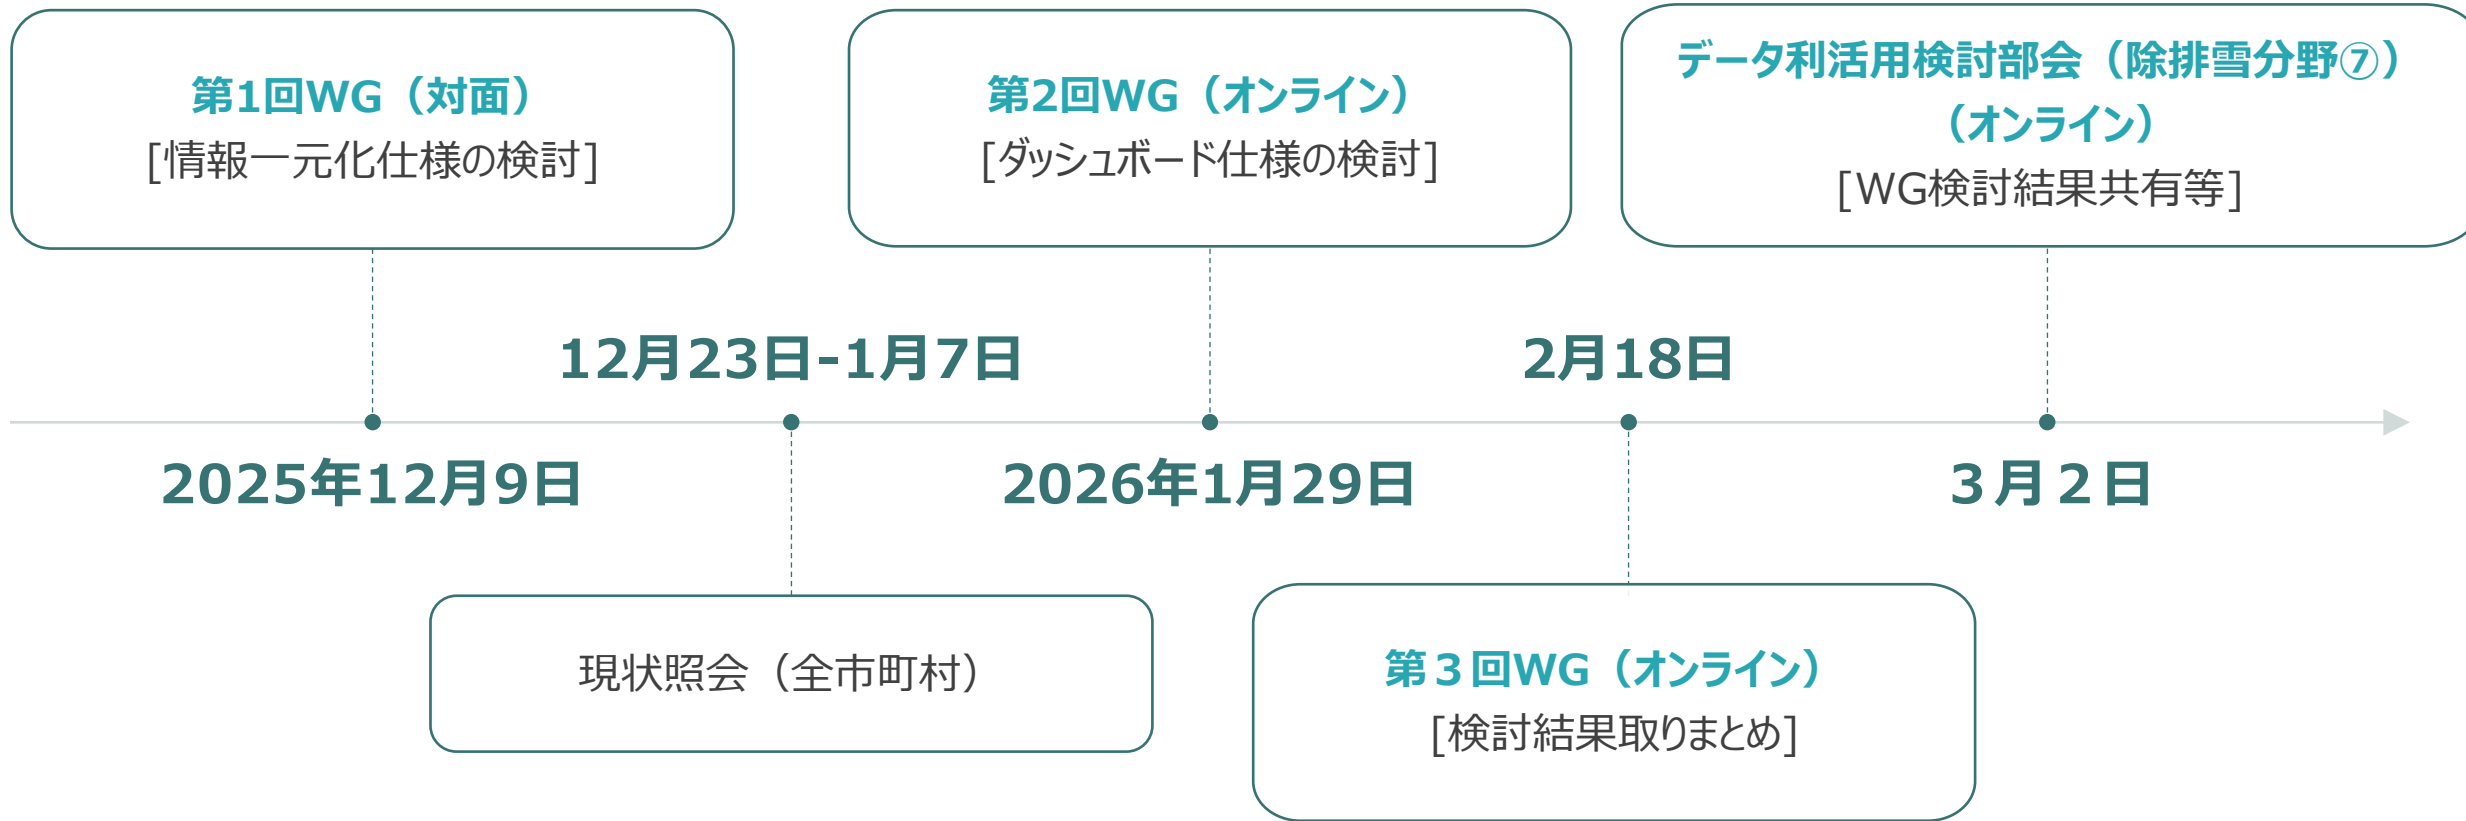 第1回WG（対面）
[情報一元化仕様の検討]
第2回WG（オンライン）
[ダッシュボード仕様の検討]
データ利活用検討部会（除排雪分野⑦）
（オンライン）
[WG検討結果共有等]
12月23日-1月7日
2月18日
2025年12月9日
2026年1月29日
３月２日
現状照会（全市町村）
第３回WG（オンライン）
[検討結果取りまとめ]